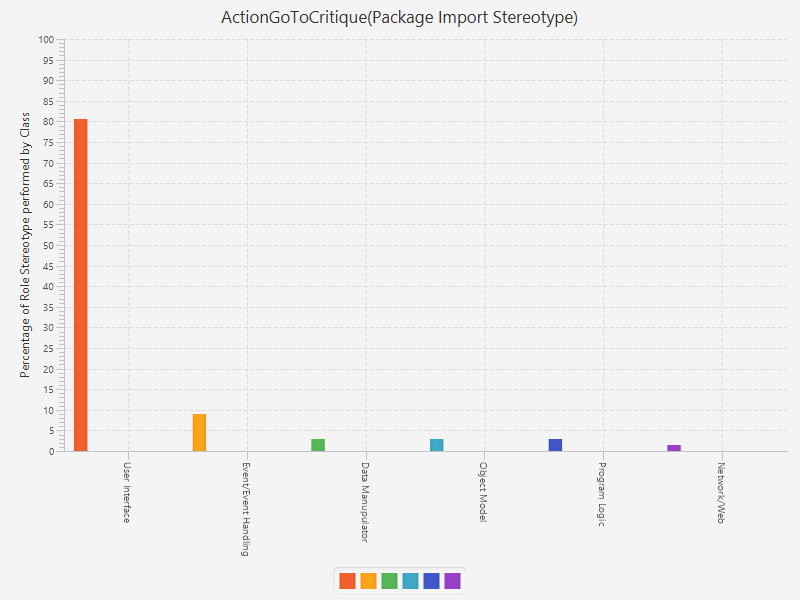 ActionGoToCritique(Package Import Stereotype)
Percentage of Role Stereotype performed by Class
100
95
90
85
80
75
70
65
60
55
50
45
40
35
30
25
20
15
10
5
0
User Interface
Event/Event Handling
Data Manupulator
Object Model
Program Logic
Network/Web